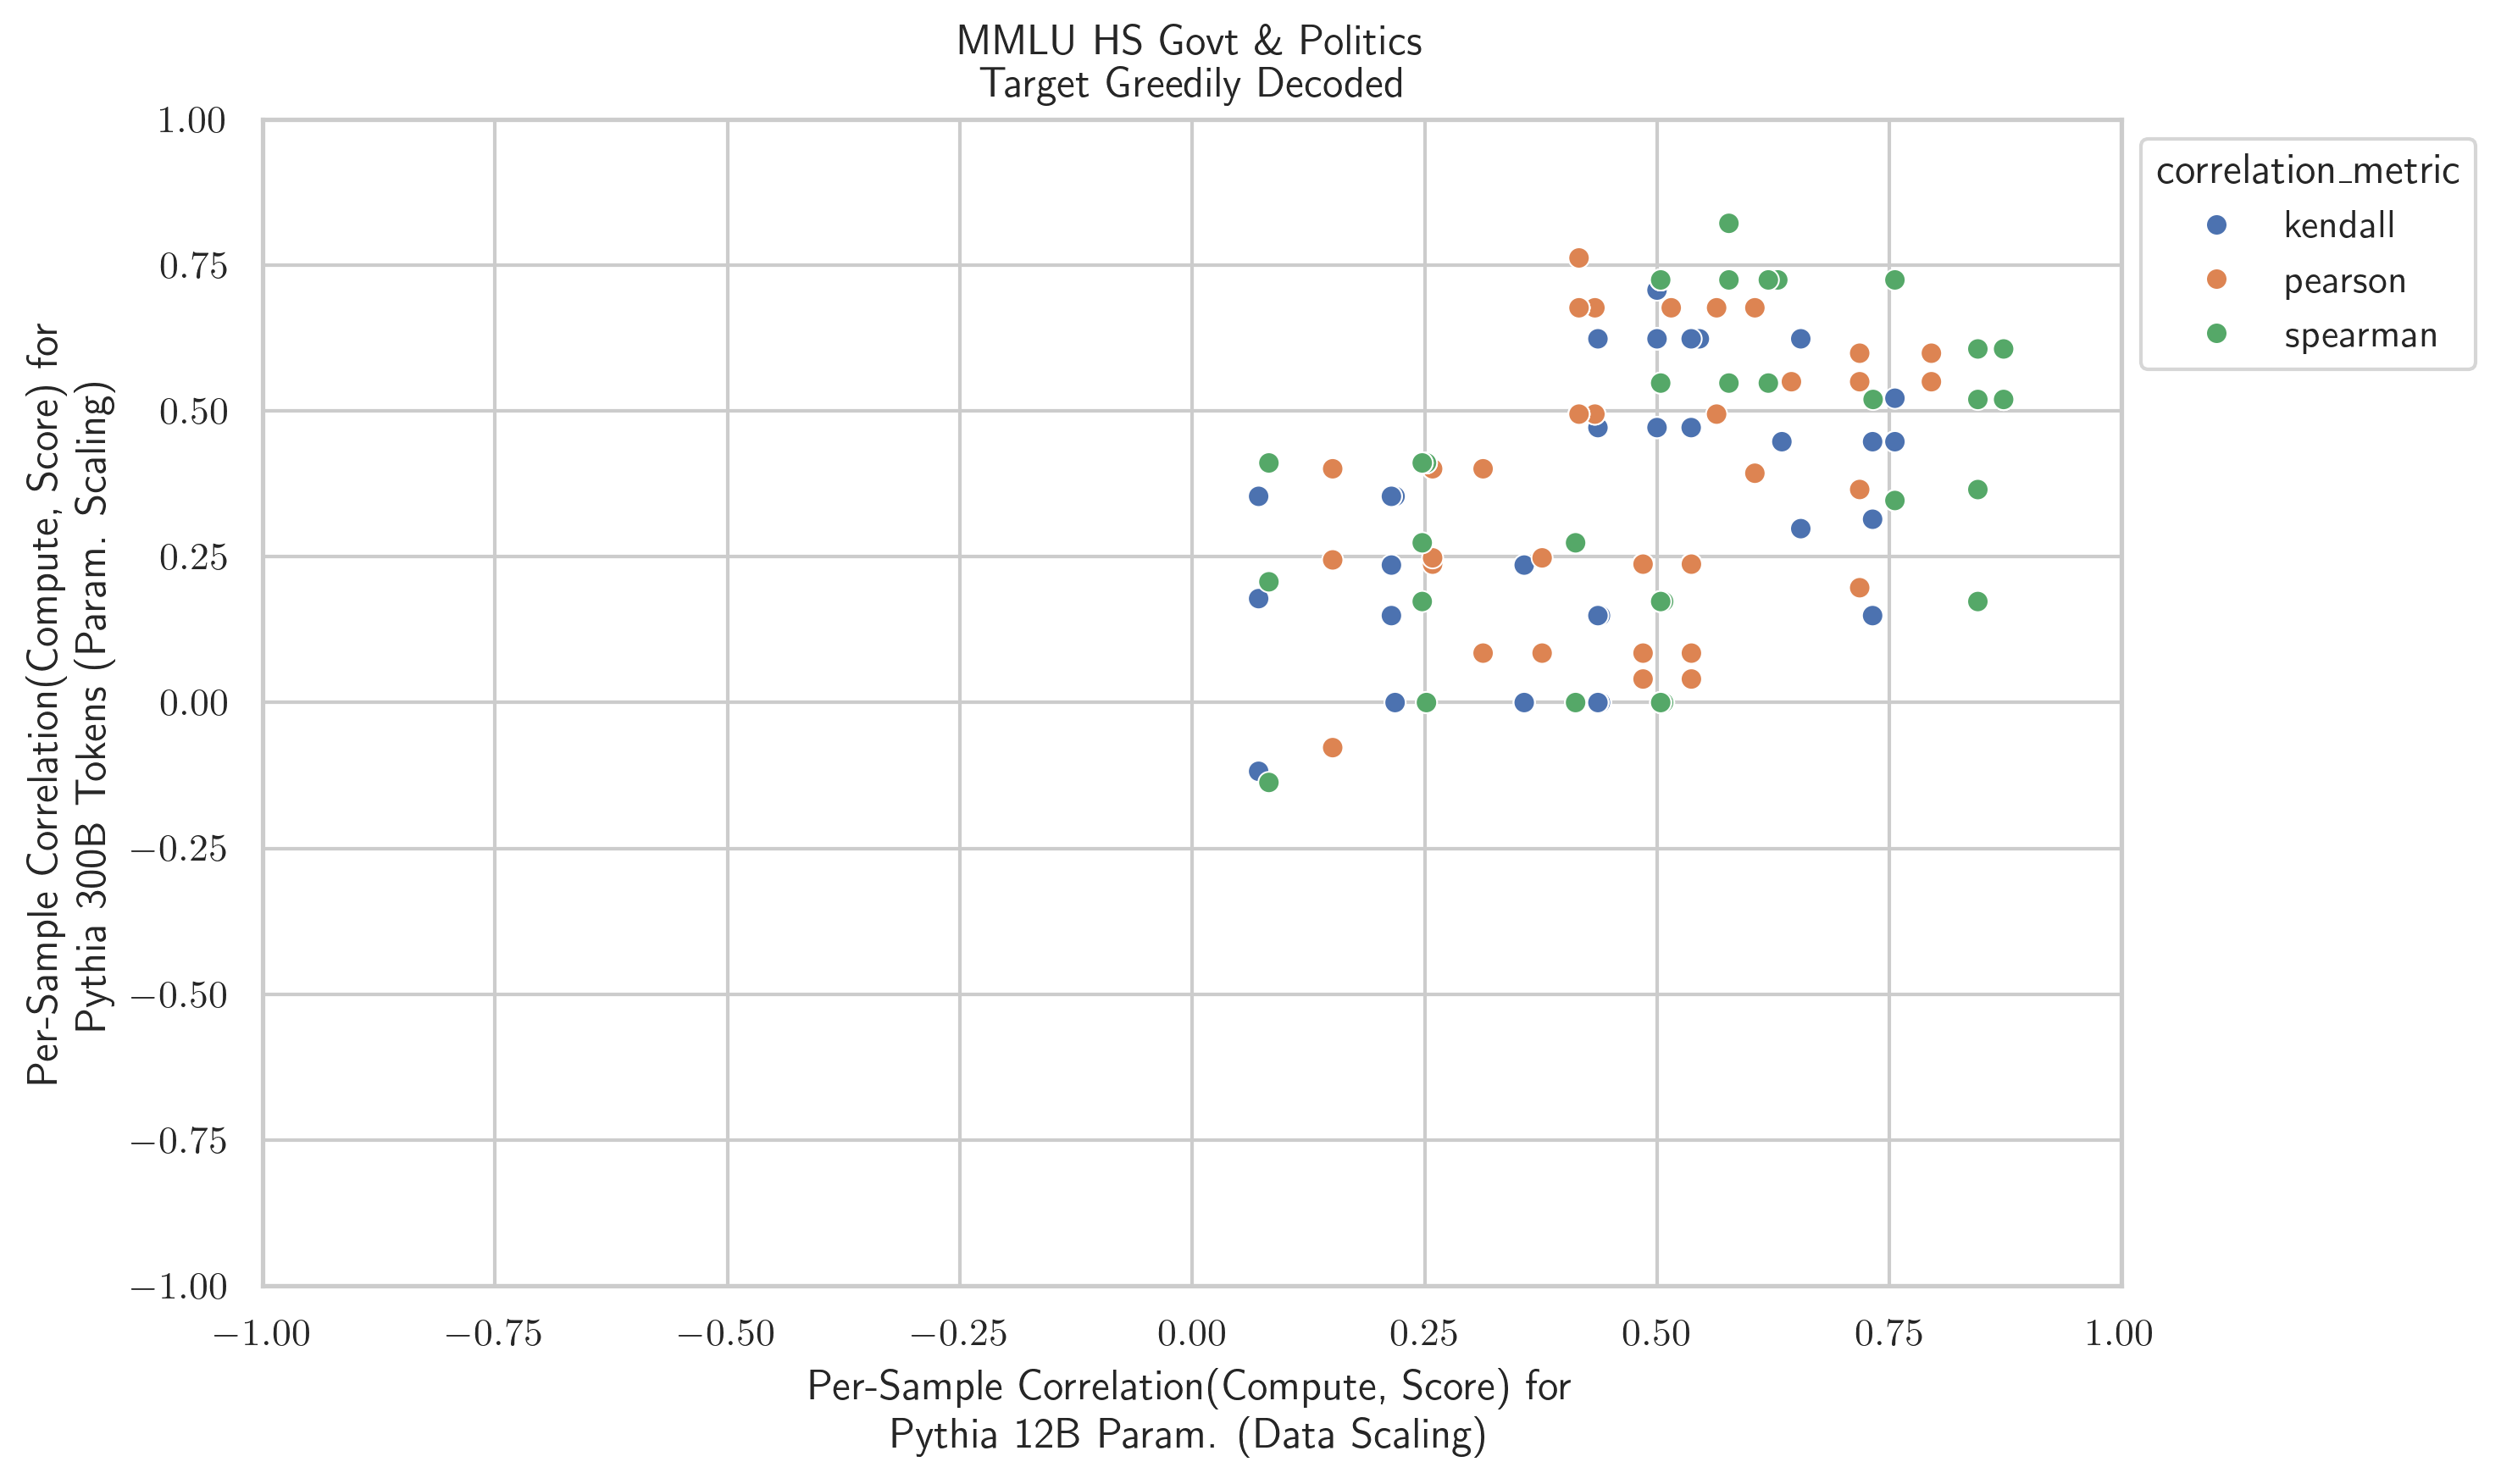 MMLU HS Govt & Politics
Target Greedily Decoded
1.00
0.75
0.50
0.25
0.00
−0.25
−0.50
−0.75
−1.00
Per-Sample Correlation(Compute, Score) for
Pythia 300B Tokens (Param. Scaling)
correlation_metric
kendall
pearson
spearman
−1.00 −0.75 −0.50 −0.25 0.00 0.25 0.50 0.75 1.00
Per-Sample Correlation(Compute, Score) for
Pythia 12B Param. (Data Scaling)